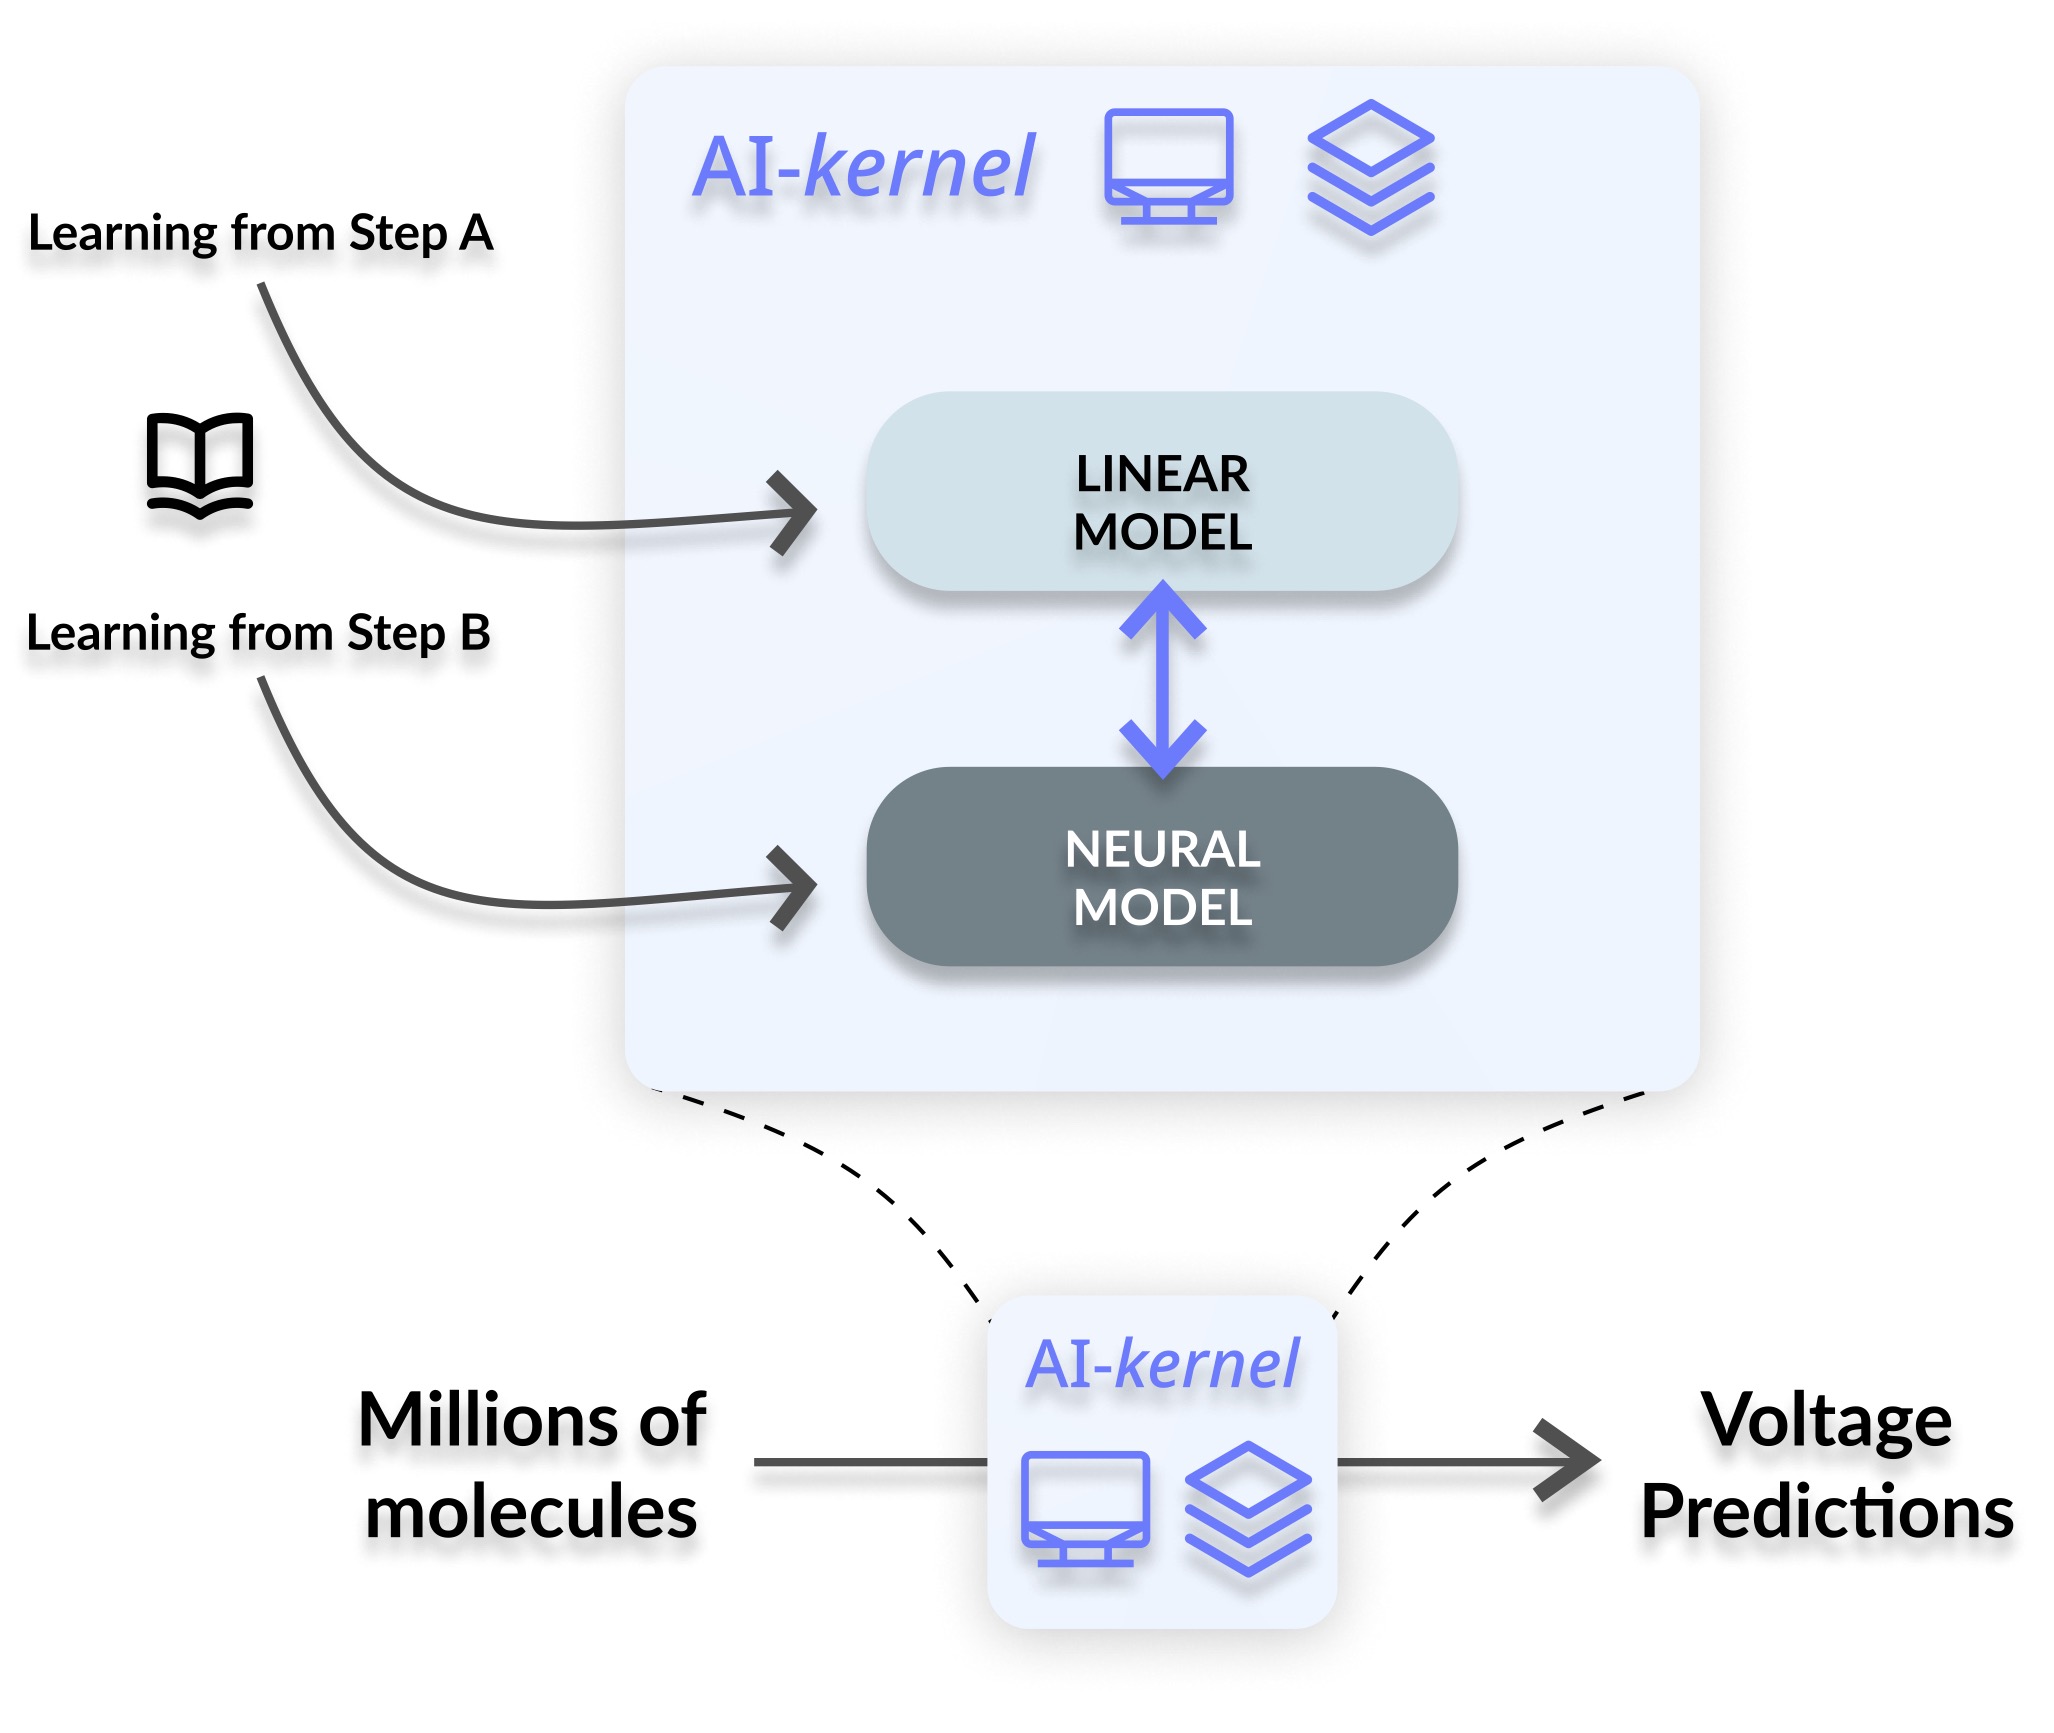 AI-kernel
Learning from Step A
LINEAR
MODEL
Learning from Step B
NEURAL
MODEL
AI-kernel
Millions of
molecules
Voltage
Predictions